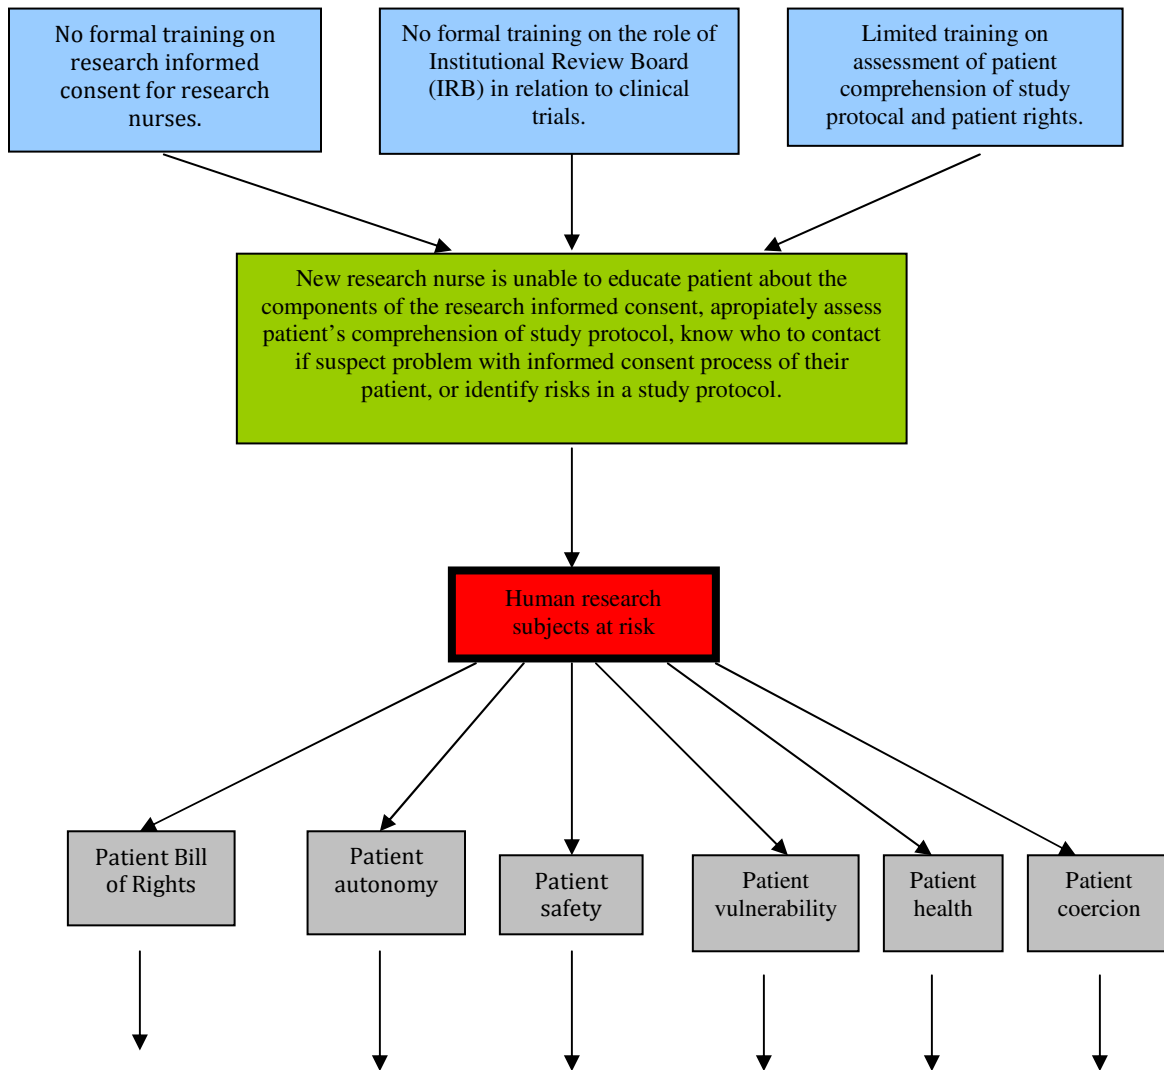 No formal training on
research informed
consent for research
nurses.
No formal training on the role of
Institutional Review Board
(IRB) in relation to clinical
trials.
Limited training on
assessment of patient
comprehension of study
protocal and patient rights.
New research nurse is unable to educate patient about the
components of the research informed consent, apropiately assess
patient’s comprehension of study protocol, know who to contact
if suspect problem with informed consent process of their
patient, or identify risks in a study protocol.
Human research
subjects at risk
Patient Bill
of Rights
Patient
autonomy
Patient
safety
Patient
vulnerability
Patient
health
Patient
coercion